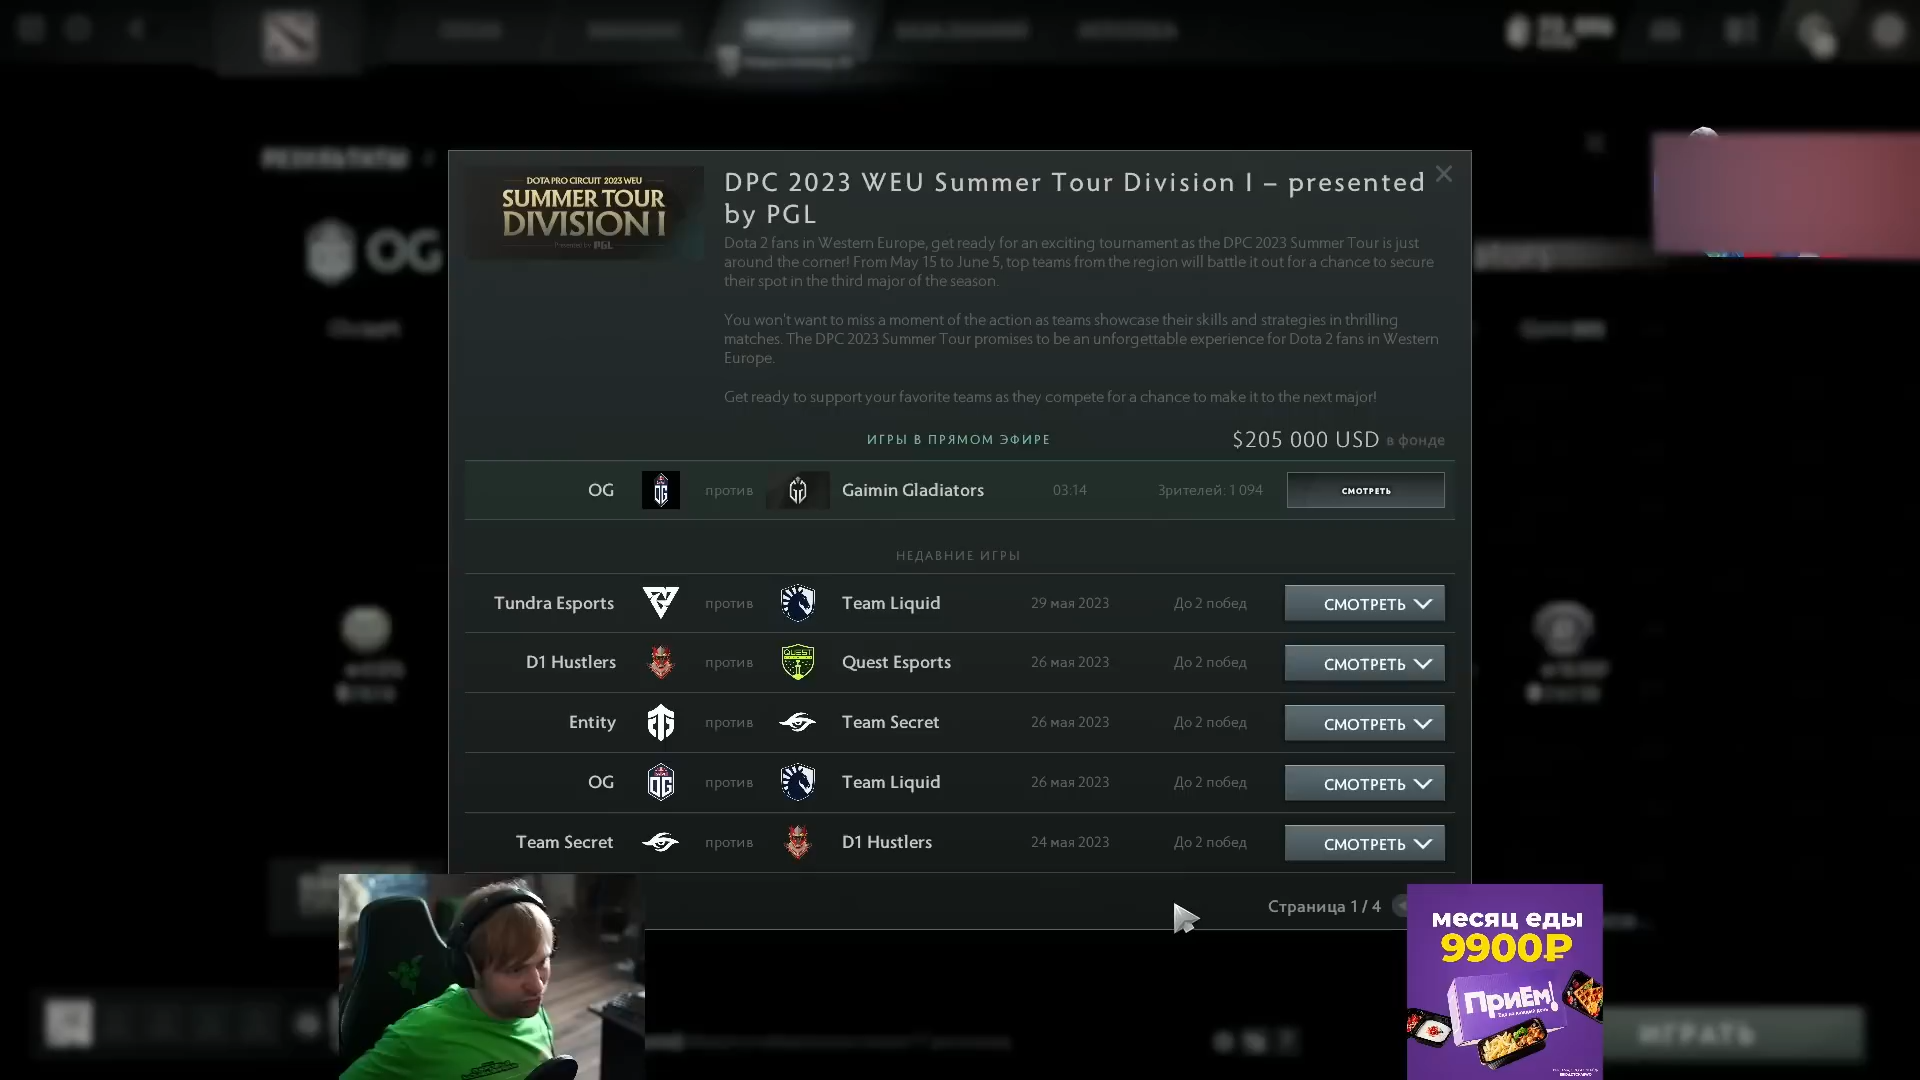 DOTA PRO CIRCUIT 2023 WEU
SUMMER TOUR
DIVISION I
Presented by PGL
DPC 2023 WEU Summer Tour Division I – presented
by PGL
Dota 2 fans in Western Europe, get ready for an exciting tournament as the DPC 2023 Summer Tour is just
around the corner! From May 15 to June 5, top teams from the region will battle it out for a chance to secure
their spot in the third major of the season.
You won't want to miss a moment of the action as teams showcase their skills and strategies in thrilling
matches. The DPC 2023 Summer Tour promises to be an unforgettable experience for Dota 2 fans in Western
Europe.
Get ready to support your favorite teams as they compete for a chance to make it to the next major!
РЕЗУЛЬТАТЫ /
OG
ИГРЫ В ПРЯМОМ ЭФИРЕ
$205 000 USD в фонде
OG OG против Gaimin Gladiators 03:14 Зрителей: 1 094 СМОТРЕТЬ
НЕДАВНИЕ ИГРЫ
Tundra Esports против Team Liquid 29 мая 2023 До 2 побед СМОТРЕТЬ
D1 Hustlers против QUEST Quest Esports 26 мая 2023 До 2 побед СМОТРЕТЬ
Entity против Team Secret 26 мая 2023 До 2 побед СМОТРЕТЬ
OG OG против Team Liquid 26 мая 2023 До 2 побед СМОТРЕТЬ
Team Secret против D1 Hustlers 24 мая 2023 До 2 побед СМОТРЕТЬ
Страница 1 / 4
месяц еды
9900₽
ПриЁм!
ИГРАТЬ